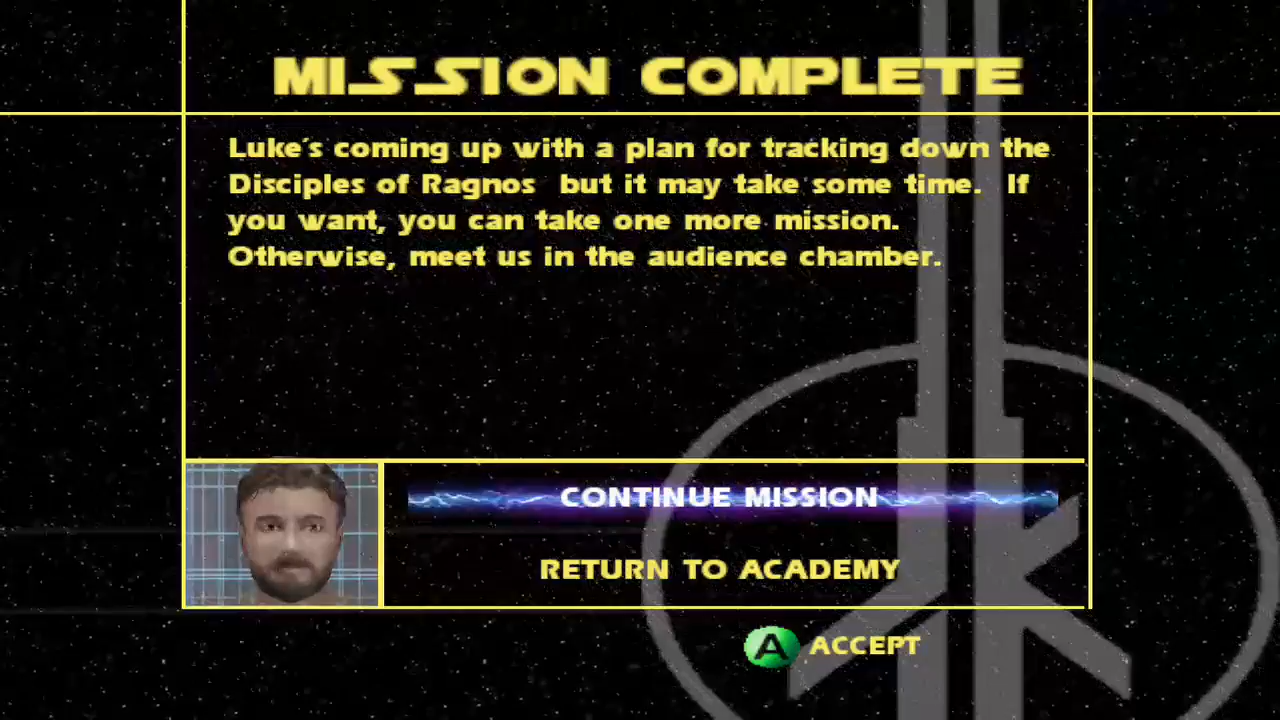 MISSION COMPLETE
Luke's coming up with a plan for tracking down the
Disciples of Ragnos  but it may take some time.  If
you want, you can take one more mission.
Otherwise, meet us in the audience chamber.
CONTINUE MISSION
RETURN TO ACADEMY
A ACCEPT